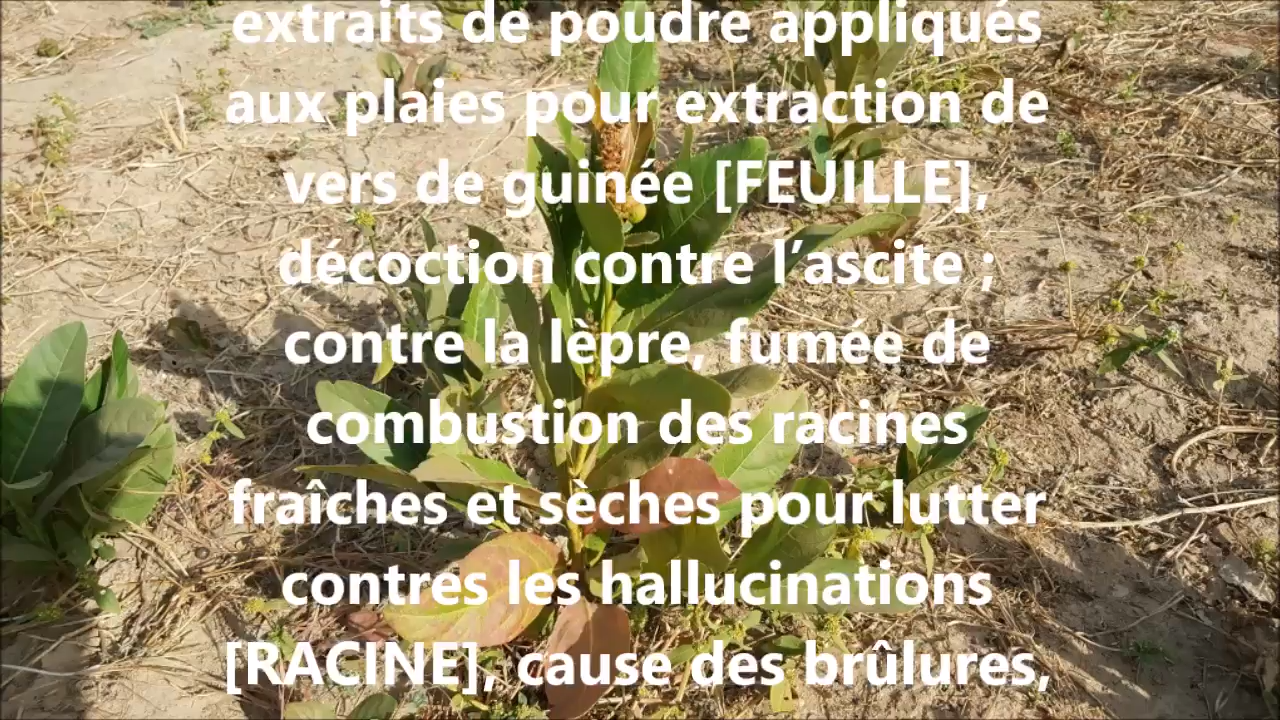 extraits de poudre appliqués
aux plaies pour extraction de
vers de guinée [FEUILLE],
décoction contre l’ascite ;
contre la lèpre, fumée de
combustion des racines
fraîches et sèches pour lutter
contres les hallucinations
[RACINE], cause des brûlures,